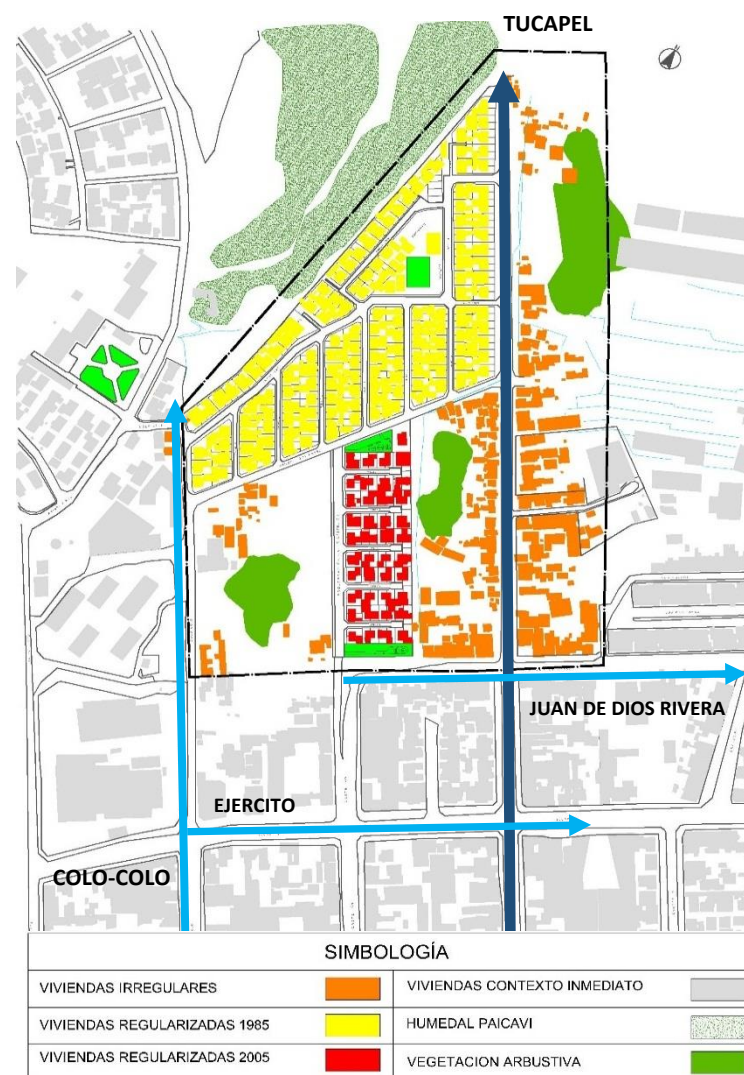 TUCAPEL
JUAN DE DIOS RIVERA
EJERCITO
COLO-COLO
SIMBOLOGÍA
VIVIENDAS IRREGULARES
VIVIENDAS CONTEXTO INMEDIATO
VIVIENDAS REGULARIZADAS 1985
HUMEDAL PAICAVI
VIVIENDAS REGULARIZADAS 2005
VEGETACION ARBUSTIVA